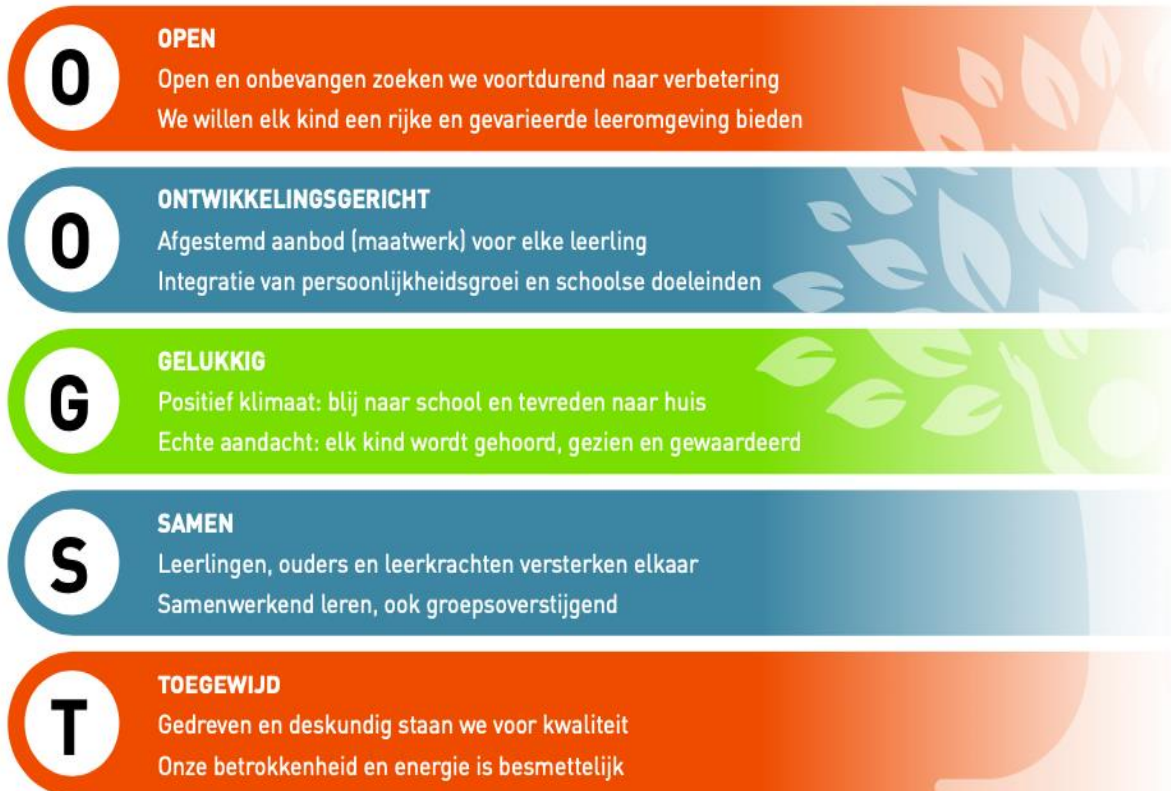 O
OPEN
Open en onbevangen zoeken we voortdurend naar verbetering
We willen elk kind een rijke en gevarieerde leeromgeving bieden
O
ONTWIKKELINGSGERICHT
Afgestemd aanbod (maatwerk) voor elke leerling
Integratie van persoonlijkheidsgroei en schoolse doeleinden
G
GELUKKIG
Positief klimaat: blij naar school en tevreden naar huis
Echte aandacht: elk kind wordt gehoord, gezien en gewaardeerd
S
SAMEN
Leerlingen, ouders en leerkrachten versterken elkaar
Samenwerkend leren, ook groepsoverstijgend
T
TOEGEWIJD
Gedreven en deskundig staan we voor kwaliteit
Onze betrokkenheid en energie is besmettelijk